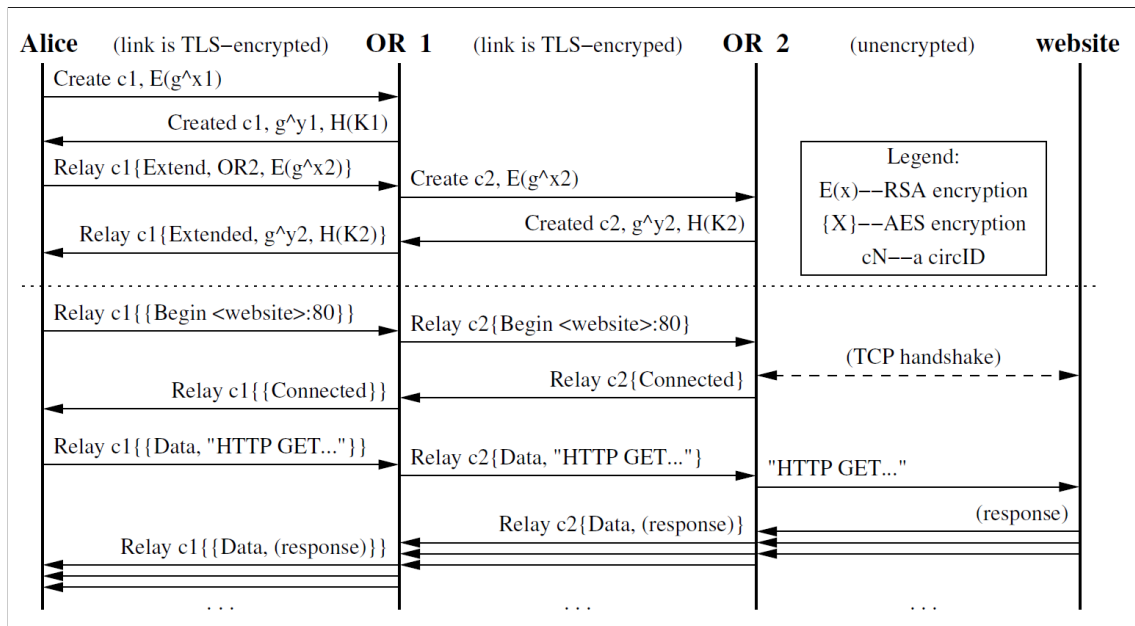 Alice (link is TLS−encrypted) OR 1 (link is TLS−encryped) OR 2 (unencrypted) website
Create c1, E(g^x1)
Created c1, g^y1, H(K1)
Relay c1{Extend, OR2, E(g^x2)}
Create c2, E(g^x2)
Created c2, g^y2, H(K2)
Relay c1{Extended, g^y2, H(K2)}
Legend:
E(x)−−RSA encryption
{X}−−AES encryption
cN−−a circID
Relay c1{{Begin <website>:80}}
Relay c2{Begin <website>:80}
(TCP handshake)
Relay c2{Connected}
Relay c1{{Connected}}
Relay c1{{Data, "HTTP GET..."}}
Relay c2{Data, "HTTP GET..."}
"HTTP GET..."
(response)
Relay c2{Data, (response)}
Relay c1{{Data, (response)}}
. . . . . . . . .